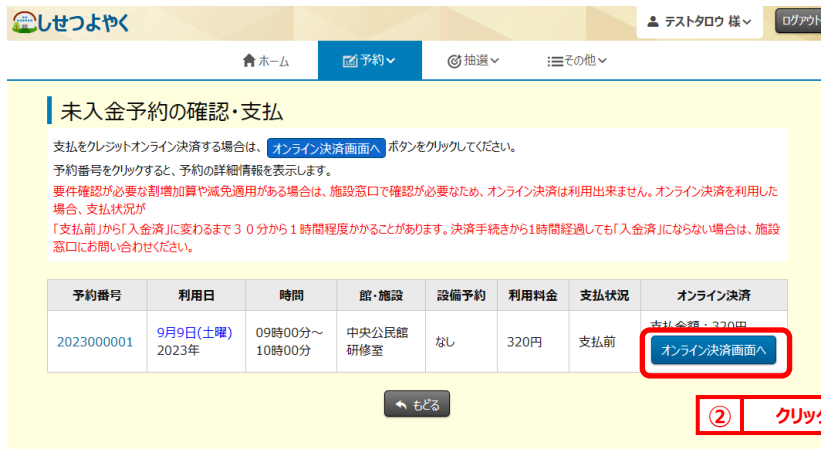 しせつよやく
テストタロウ 様
ログアウト
ホーム
予約
抽選
その他
未入金予約の確認・支払
支払をクレジットオンライン決済する場合は、 オンライン決済画面へ ボタンをクリックしてください。
予約番号をクリックすると、予約の詳細情報を表示します。
要件確認が必要な割増加算や減免適用がある場合は、施設窓口で確認が必要なため、オンライン決済は利用出来ません。オンライン決済を利用した
場合、支払状況が
「支払前」から「入金済」に変わるまで３０分から１時間程度かかることがあります。決済手続きから1時間経過しても「入金済」にならない場合は、施設
窓口にお問い合わせください。
予約番号 利用日 時間 館・施設 設備予約 利用料金 支払状況 オンライン決済
2023000001 9月9日(土曜) 09時00分～ 中央公民館 なし 320円 支払前 支払金額：320円
2023年 10時00分 研修室 オンライン決済画面へ
もどる
② クリック